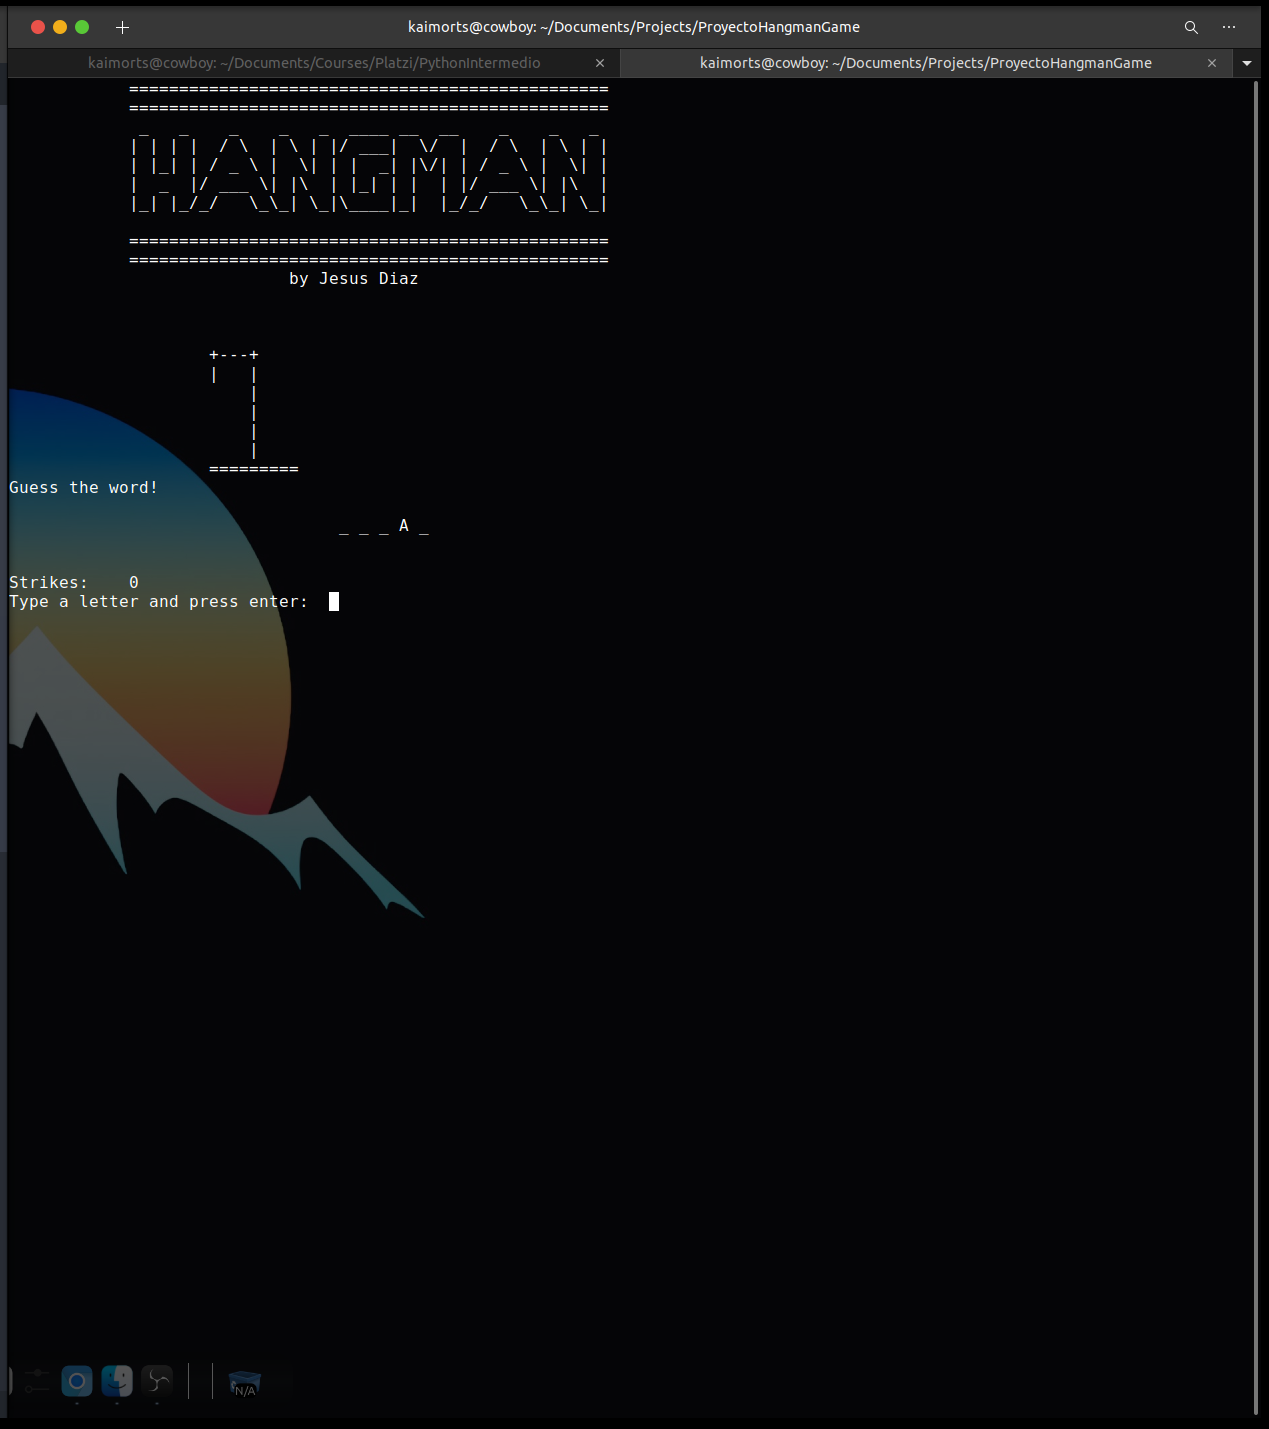 kaimorts@cowboy: ~/Documents/Projects/ProyectoHangmanGame
kaimorts@cowboy: ~/Documents/Courses/Platzi/PythonIntermedio
kaimorts@cowboy: ~/Documents/Projects/ProyectoHangmanGame
HANGMAN
by Jesus Diaz
Guess the word!
_ _ _ A _
Strikes: 0
Type a letter and press enter:
N/A